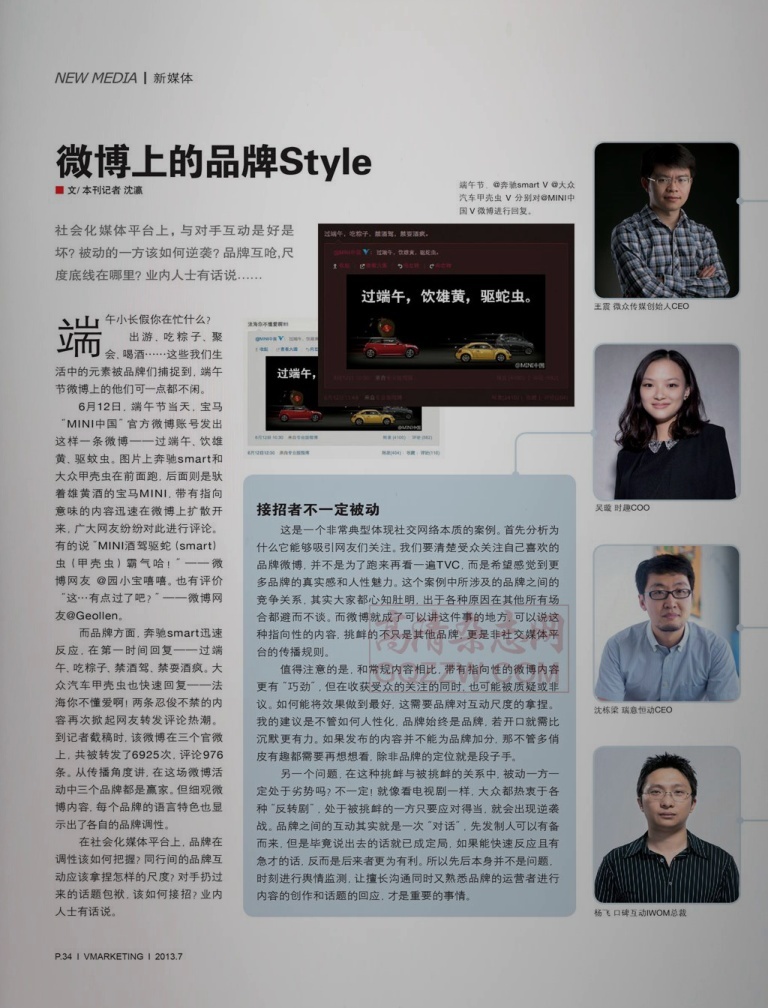 NEW MEDIA | 新媒体
微博上的品牌Style
文/ 本刊记者 沈瀛
社会化媒体平台上，与对手互动是好是
坏？被动的一方该如何逆袭？品牌互呛，尺
度底线在哪里？业内人士有话说……
端午小长假你在忙什么？
出游、吃粽子、聚
会、喝酒……这些我们生
活中的元素被品牌们捕捉到，端午
节微博上的他们可一点都不闲。
6月12日，端午节当天，宝马
“MINI中国”官方微博账号发出
这样一条微博——过端午、饮雄
黄、驱蚊虫。图片上奔驰smart和
大众甲壳虫在前面跑，后面则是驮
着雄黄酒的宝马MINI，带有指向
意味的内容迅速在微博上扩散开
来，广大网友纷纷对此进行评论。
有的说“MINI酒驾驱蛇（smart）
虫（甲壳虫）霸气哈！”——微
博网友 @园小宝嘻嘻。也有评价
“这…有点过了吧？”——微博网
友@Geollen。
而品牌方面，奔驰smart迅速
反应，在第一时间回复——过端
午、吃粽子、禁酒驾、禁耍酒疯。大
众汽车甲壳虫也快速回复——法
海你不懂爱啊！两条忍俊不禁的内
容再次掀起网友转发评论热潮。
到记者截稿时，该微博在三个官微
上，共被转发了6925次，评论976
条。从传播角度讲，在这场微博活
动中三个品牌都是赢家。但细观微
博内容，每个品牌的语言特色也显
示出了各自的品牌调性。
在社会化媒体平台上，品牌在
调性该如何把握？同行间的品牌互
动应该拿捏怎样的尺度？对手扔过
来的话题包袱，该如何接招？业内
人士有话说。
端午节，@奔驰smart V @大众
汽车甲壳虫 V 分别对@MINI中
国 V 微博进行回复。
过端午，吃粽子，禁酒驾，禁耍酒疯。
@MINI中国 V：过端午，饮雄黄，驱蛇虫。
过端午，饮雄黄，驱蛇虫。
@MINI中国
法海你不懂爱啊!!
@MINI中国 V
过端午，
接招者不一定被动
这是一个非常典型体现社交网络本质的案例。首先分析为
什么它能够吸引网友们关注。我们要清楚受众关注自己喜欢的
品牌微博，并不是为了跑来再看一遍TVC，而是希望感觉到更
多品牌的真实感和人性魅力。这个案例中所涉及的品牌之间的
竞争关系，其实大家都心知肚明，出于各种原因在其他所有场
合都避而不谈。而微博就成了可以讲这件事的地方。可以说这
种指向性的内容，挑衅的不只是其他品牌，更是非社交媒体平
台的传播规则。
值得注意的是，和常规内容相比，带有指向性的微博内容
更有“巧劲”，但在收获受众的关注的同时，也可能被质疑或非
议。如何能将效果做到最好，这需要品牌对互动尺度的拿捏。
我的建议是不管如何人性化，品牌始终是品牌，若开口就需比
沉默更有力。如果发布的内容并不能为品牌加分，那不管多俏
皮有趣都需要再想想看，除非品牌的定位就是段子手。
另一个问题，在这种挑衅与被挑衅的关系中，被动一方一
定处于劣势吗？不一定！就像看电视剧一样，大众都热衷于各
种“反转剧”，处于被挑衅的一方只要应对得当，就会出现逆袭
战。品牌之间的互动其实就是一次“对话”，先发制人可以有备
而来，但是毕竟说出去的话就已成定局，如果能快速反应且有
急才的话，反而是后来者更为有利。所以先后本身并不是问题，
时刻进行舆情监测，让擅长沟通同时又熟悉品牌的运营者进行
内容的创作和话题的回应，才是重要的事情。
王震 微众传媒创始人CEO
吴璇 时趣COO
沈栋梁 瑞意恒动CEO
杨飞 口碑互动IWOM总裁
高清杂志网
GQZZW.COM
P.34 | VMARKETING | 2013.7